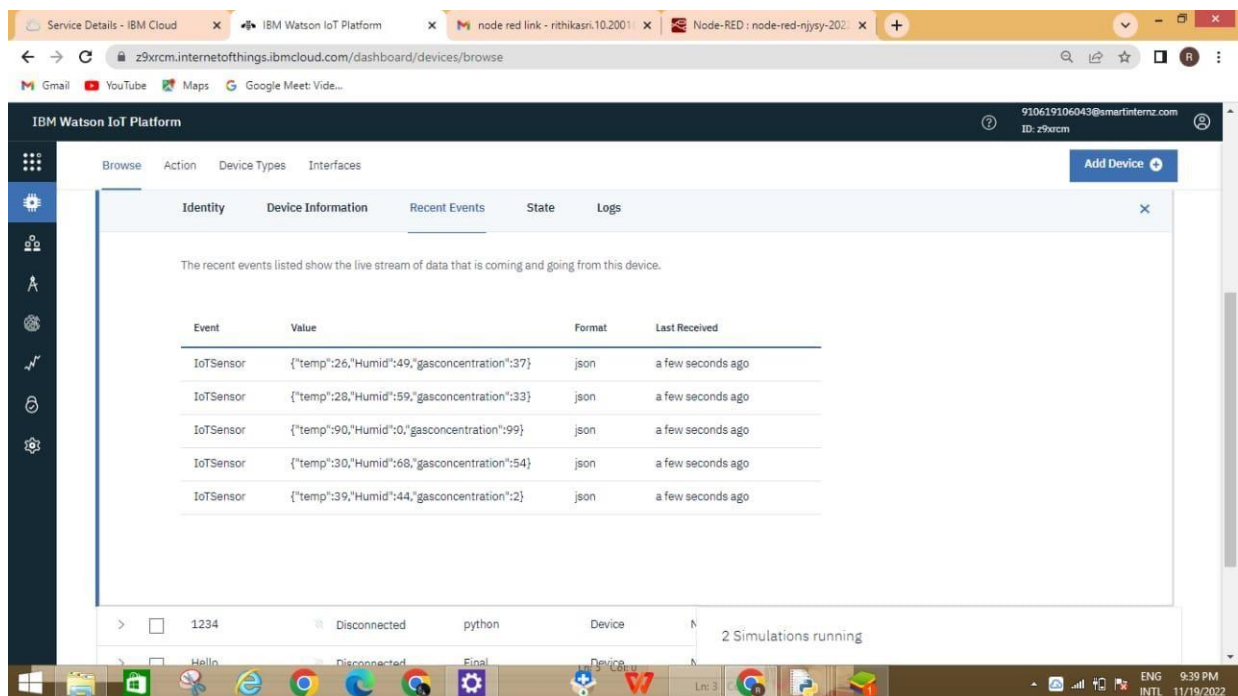 Service Details - IBM Cloud
IBM Watson IoT Platform
node red link - rithikasri.10.2001
Node-RED : node-red-njysy-202
z9xrcm.internetofthings.ibmcloud.com/dashboard/devices/browse
R
Gmail YouTube Maps Google Meet: Vide...
IBM Watson IoT Platform
910619106043@smartinternz.com
ID: z9xrcm
Browse Action Device Types Interfaces
Add Device
Identity Device Information Recent Events State Logs
The recent events listed show the live stream of data that is coming and going from this device.
Event Value Format Last Received
IoTSensor {"temp":26,"Humid":49,"gasconcentration":37} json a few seconds ago
IoTSensor {"temp":28,"Humid":59,"gasconcentration":33} json a few seconds ago
IoTSensor {"temp":90,"Humid":0,"gasconcentration":99} json a few seconds ago
IoTSensor {"temp":30,"Humid":68,"gasconcentration":54} json a few seconds ago
IoTSensor {"temp":39,"Humid":44,"gasconcentration":2} json a few seconds ago
1234 Disconnected python Device N
2 Simulations running
Hello Disconnected Final Device N
ENG 9:39 PM
INTL 11/19/2022